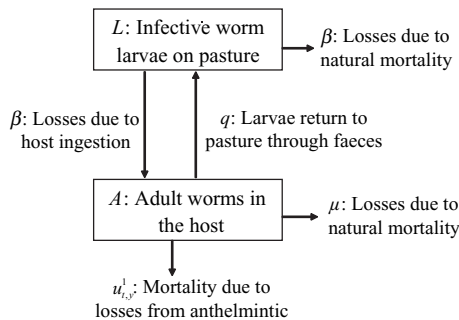 L: Infective worm
larvae on pasture
β: Losses due to
natural mortality
β: Losses due to
host ingestion
q: Larvae return to
pasture through faeces
A: Adult worms in
the host
μ: Losses due to
natural mortality
u¹ₜ,ᵧ: Mortality due to
losses from anthelmintic